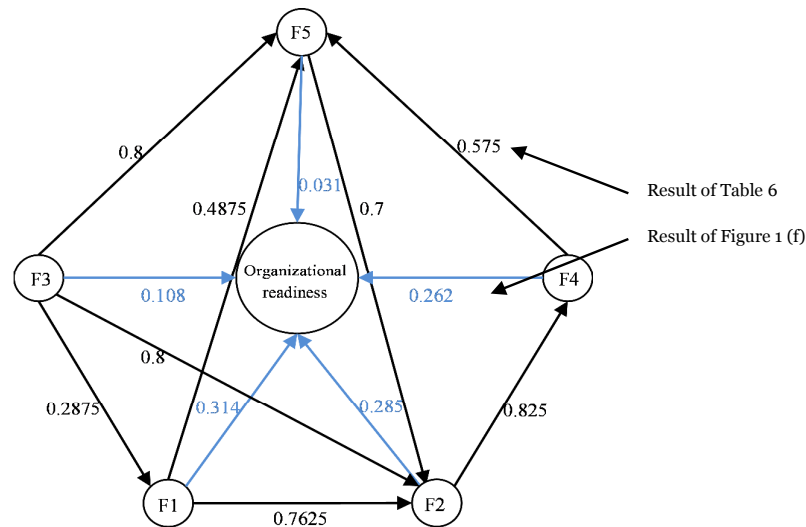 F5
0.8
0.575
0.031
Result of Table 6
0.4875
0.7
Result of Figure 1 (f)
Organizational
readiness
F3
F4
0.108
0.262
0.8
0.2875
0.314
0.285
0.825
F1
F2
0.7625